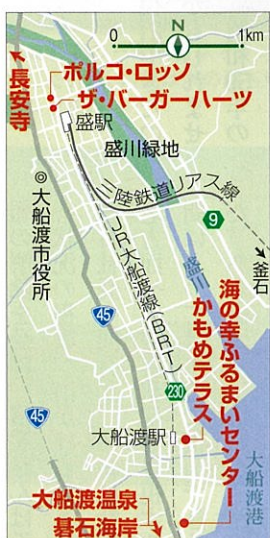 N
0 1km
長安寺
ポルコ・ロッソ
ザ・バーガーハーツ
盛駅
盛川緑地
三陸鉄道リアス線
9
釜石
◎大船渡市役所
JR大船渡線(BRT)
盛川
45
230
海の幸ふるまいセンター
かもめテラス
45
大船渡駅
大船渡港
大船渡温泉
碁石海岸